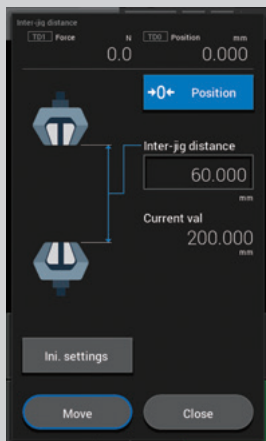 Inter-jig distance
TD1 Force N TD0 Position mm
0.0 0.000
→0← Position
Inter-jig distance
60.000
mm
Current val
200.000
mm
Ini. settings
Move Close